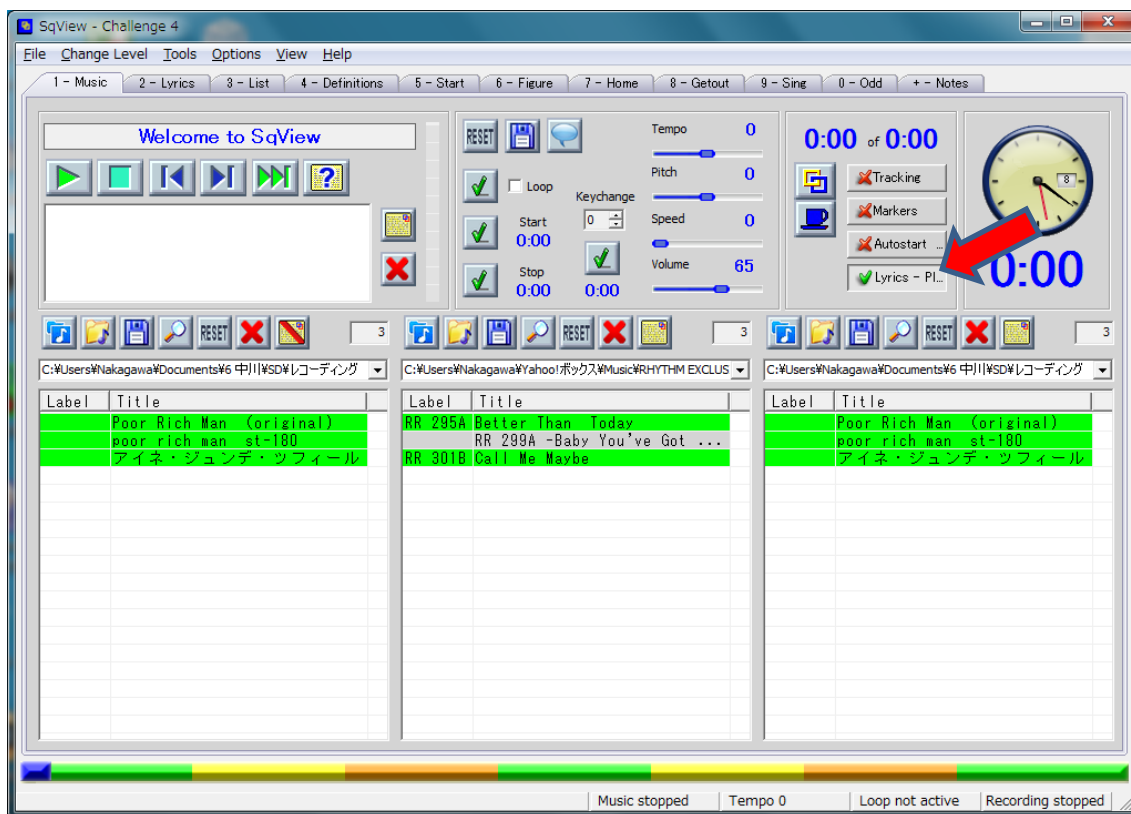 SqView - Challenge 4
File Change Level Tools Options View Help
1 - Music 2 - Lyrics 3 - List 4 - Definitions 5 - Start 6 - Figure 7 - Home 8 - Getout 9 - Sing 0 - Odd + - Notes
Welcome to SqView
RESET
Loop
Start
0:00
Stop
0:00
Keychange
0
0:00
Tempo 0
Pitch 0
Speed 0
Volume 65
0:00 of 0:00
Tracking
Markers
Autostart ...
Lyrics - Pl...
8
0:00
RESET 3
C:¥Users¥Nakagawa¥Documents¥6 中川¥SD¥レコーディング
Label Title
Poor Rich Man (original)
poor rich man st-180
アイネ・ジュンデ・ツフィール
RESET 3
C:¥Users¥Nakagawa¥Yahoo!ボックス¥Music¥RHYTHM EXCLUS
Label Title
RR 295A Better Than Today
RR 299A -Baby You've Got ...
RR 301B Call Me Maybe
RESET 3
C:¥Users¥Nakagawa¥Documents¥6 中川¥SD¥レコーディング
Label Title
Poor Rich Man (original)
poor rich man st-180
アイネ・ジュンデ・ツフィール
Music stopped Tempo 0 Loop not active Recording stopped